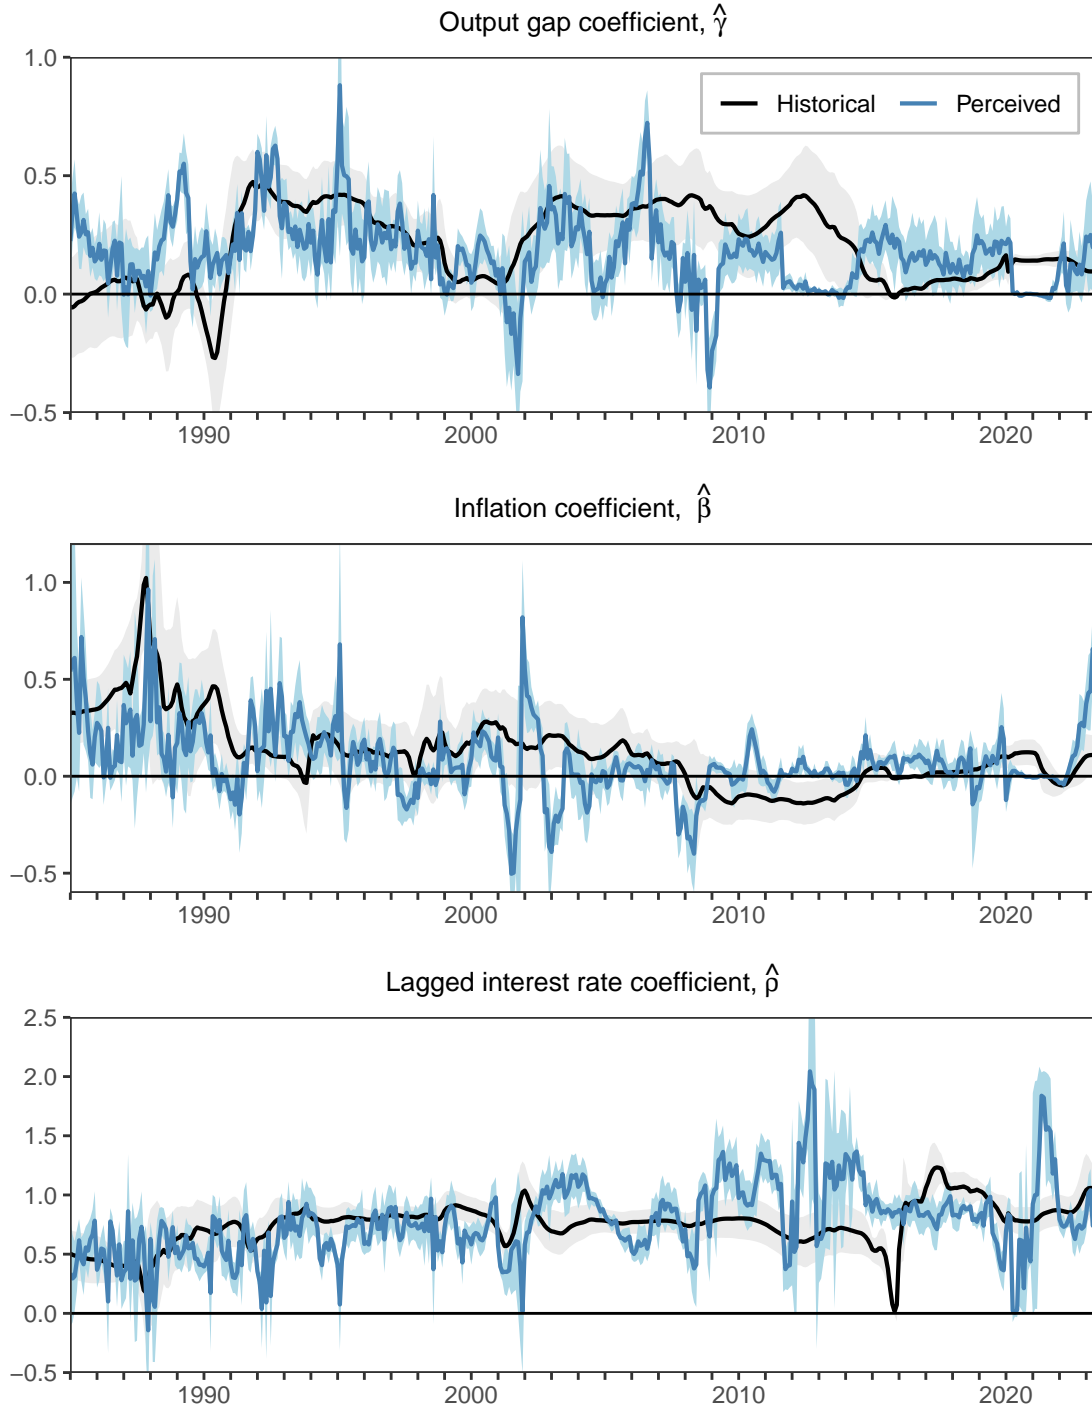 Output gap coefficient, γ̂
1.0
0.5
0.0
−0.5
Historical Perceived
1990 2000 2010 2020
Inflation coefficient, β̂
1.0
0.5
0.0
−0.5
1990 2000 2010 2020
Lagged interest rate coefficient, ρ̂
2.5
2.0
1.5
1.0
0.5
0.0
−0.5
1990 2000 2010 2020